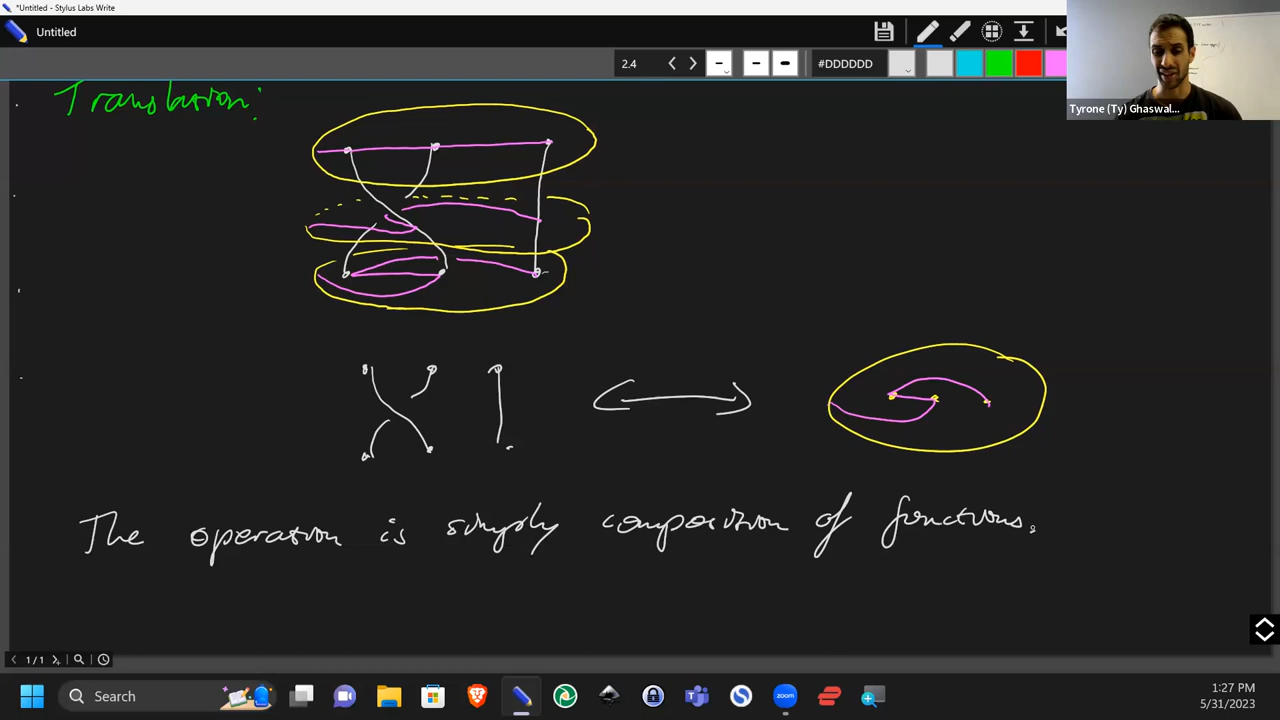 *Untitled - Stylus Labs Write
Untitled
2.4
#DDDDDD
Tyrone (Ty) Ghaswal...
Translation:
The operation is simply composition of functions.
1/1
Search
zoom
1:27 PM
5/31/2023